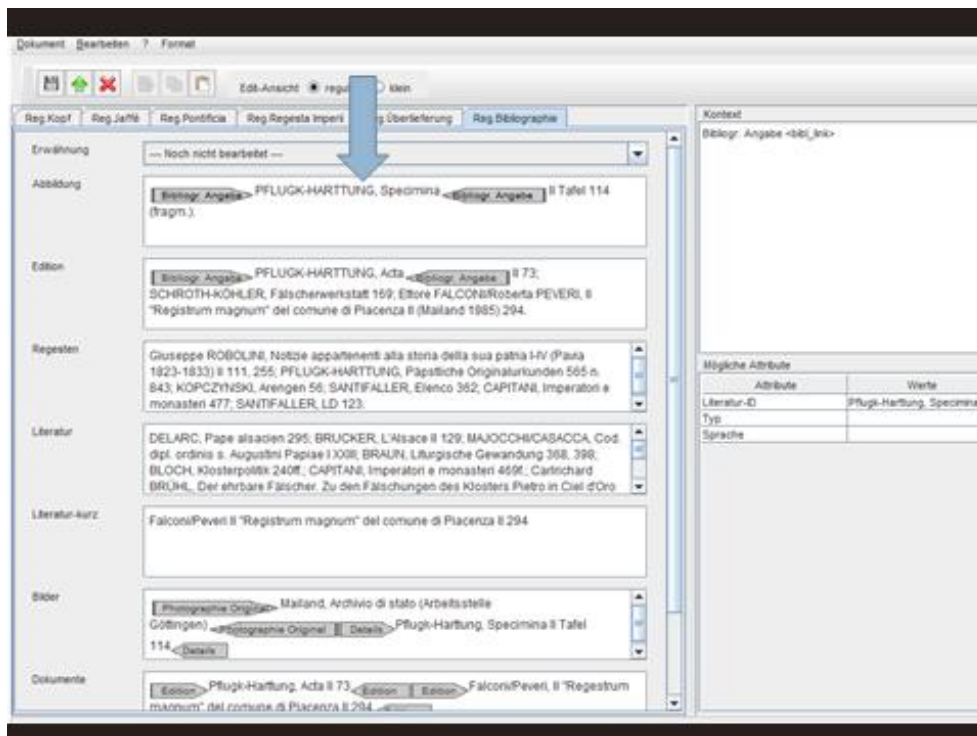 Dokument Bearbeiten ? Format
Edit-Ansicht regu klein
Reg.Kopf Reg.Jaffé Reg.Pontificia Reg.Regesta Imperii Überlieferung Reg.Bibliographie
Erwähnung
--- Noch nicht bearbeitet ---
Abbildung
Bibliogr. Angabe PFLUGK-HARTTUNG, Specimina Bibliogr. Angabe II Tafel 114
(fragm.).
Edition
Bibliogr. Angabe PFLUGK-HARTTUNG, Acta Bibliogr. Angabe II 73;
SCHROTH-KÖHLER, Fälscherwerkstatt 169; Ettore FALCONI/Roberta PEVERI, Il
"Registrum magnum" del comune di Piacenza II (Mailand 1985) 294.
Regesten
Giuseppe ROBOLINI, Notizie appartenenti alla storia della sua patria I-IV (Pavia
1823-1833) II 111, 255; PFLUGK-HARTTUNG, Päpstliche Originalurkunden 565 n.
843; KOPCZYNSKI, Arengen 56; SANTIFALLER, Elenco 362; CAPITANI, Imperatori e
monasteri 477; SANTIFALLER, LD 123.
Literatur
DELARC, Pape alsacien 295; BRUCKER, L'Alsace II 129; MAJOCCHI/CASACCA, Cod.
dipl. ordinis s. Augustini Papiae I XXIII; BRAUN, Liturgische Gewandung 368, 398;
BLOCH, Klosterpolitik 240ff.; CAPITANI, Imperatori e monasteri 469f.; Carlrichard
BRÜHL, Der ehrbare Fälscher. Zu den Fälschungen des Klosters Pietro in Ciel d'Oro
Literatur-kurz
Falconi/Peveri Il "Registrum magnum" del comune di Piacenza II 294
Bilder
Photographie Original Mailand, Archivio di stato (Arbeitsstelle
Göttingen) Photographie Original Details Pflugk-Harttung, Specimina II Tafel
114 Details
Dokumente
Edition Pflugk-Harttung, Acta II 73 Edition Edition Falconi/Peveri, Il "Regestrum
magnum" del comune di Piacenza II 294
Kontext
Bibliogr. Angabe <bibl_link>
Mögliche Attribute
Attribute Werte
Literatur-ID Pflugk-Harttung, Specimina
Typ
Sprache